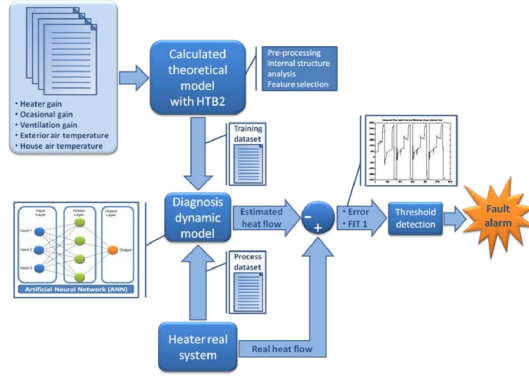 • Heater gain
• Ocasional gain
• Ventilation gain
• Exterior air temperature
• House air temperature
Calculated
theoretical
model
with HTB2
Pre-processing
Internal structure
analysis
Feature selection
Training
dataset
Input
Layer
Hidden
Layer
Output
Layer
Input 1
Input 2
Input 3
Output
Artificial Neural Network (ANN)
Diagnosis
dynamic
model
Estimated
heat flow
-
+
• Error
• FIT 1
Threshold
detection
Fault
alarm
Process
dataset
Heater real
system
Real heat flow